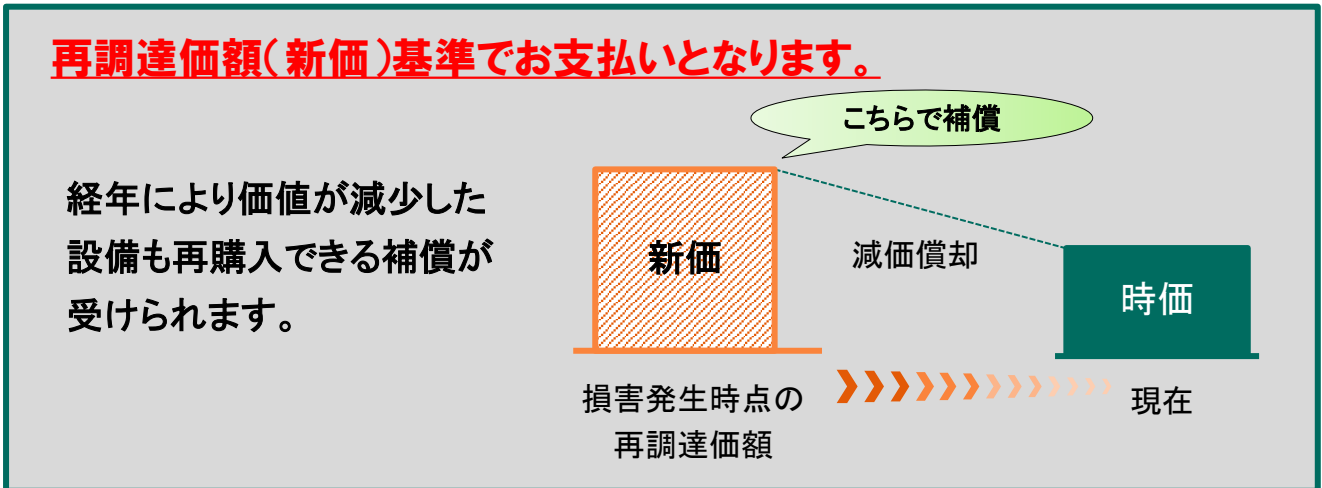 再調達価額(新価)基準でお支払いとなります。
こちらで補償
経年により価値が減少した
設備も再購入できる補償が
受けられます。
新価
減価償却
時価
損害発生時点の
再調達価額
現在